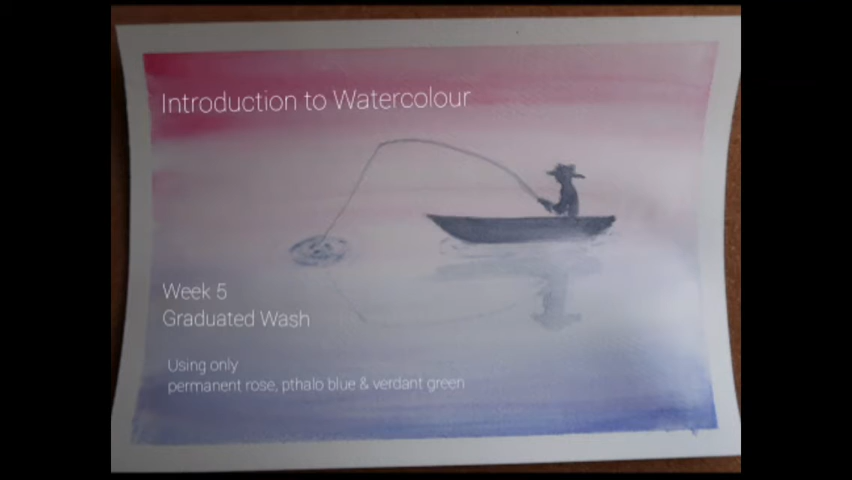 Introduction to Watercolour
Week 5
Graduated Wash
Using only
permanent rose, pthalo blue & verdant green